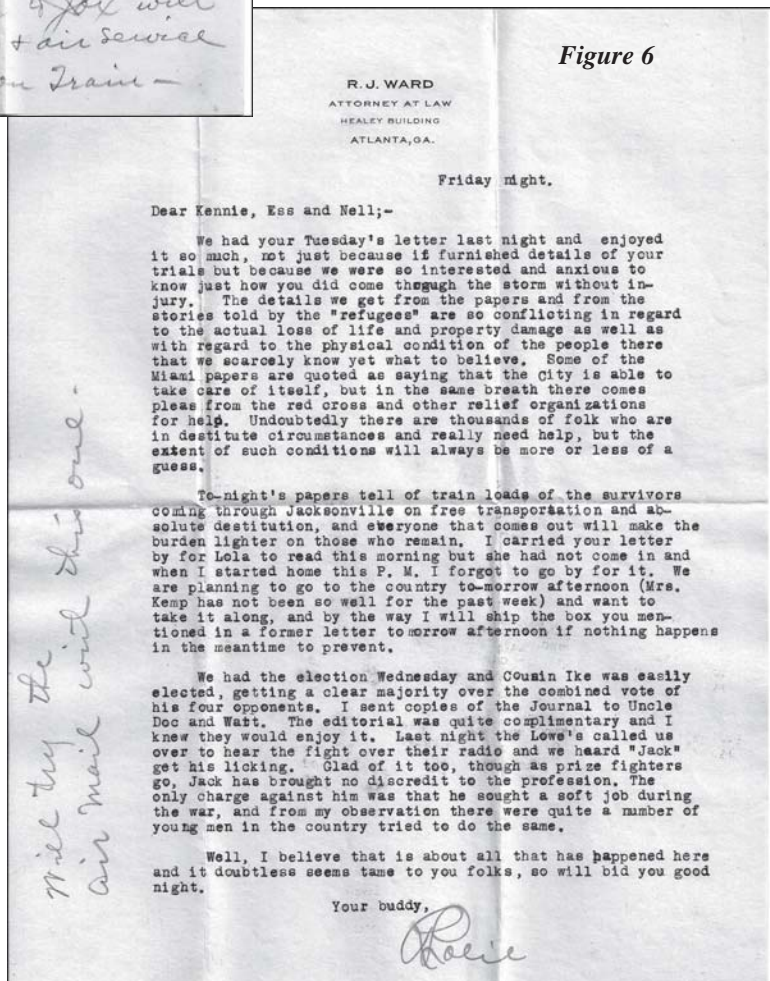 & Jox will
+ air service
on Train —
Figure 6
R. J. WARD
ATTORNEY AT LAW
HEALEY BUILDING
ATLANTA, GA.
Friday night.
Dear Kennie, Ess and Nell;-
We had your Tuesday's letter last night and enjoyed
it so much, not just because if furnished details of your
trials but because we were so interested and anxious to
know just how you did come through the storm without in-
jury. The details we get from the papers and from the
stories told by the "refugees" are so conflicting in regard
to the actual loss of life and property damage as well as
with regard to the physical condition of the people there
that we scarcely know yet what to believe. Some of the
Miami papers are quoted as saying that the City is able to
take care of itself, but in the same breath there comes
pleas from the red cross and other relief organizations
for help. Undoubtedly there are thousands of folk who are
in destitute circumstances and really need help, but the
extent of such conditions will always be more or less of a
guess.
To-night's papers tell of train loads of the survivors
coming through Jacksonville on free transportation and ab-
solute destitution, and everyone that comes out will make the
burden lighter on those who remain. I carried your letter
by for Lola to read this morning but she had not come in and
when I started home this P. M. I forgot to go by for it. We
are planning to go to the country to-morrow afternoon (Mrs.
Kemp has not been so well for the past week) and want to
take it along, and by the way I will ship the box you men-
tioned in a former letter tomorrow afternoon if nothing happens
in the meantime to prevent.
We had the election Wednesday and Cousin Ike was easily
elected, getting a clear majority over the combined vote of
his four opponents. I sent copies of the Journal to Uncle
Doc and Watt. The editorial was quite complimentary and I
knew they would enjoy it. Last night the Lowe's called us
over to hear the fight over their radio and we heard "Jack"
get his licking. Glad of it too, though as prize fighters
go, Jack has brought no discredit to the profession. The
only charge against him was that he sought a soft job during
the war, and from my observation there were quite a number of
young men in the country tried to do the same.
Well, I believe that is about all that has happened here
and it doubtless seems tame to you folks, so will bid you good
night.
Your buddy,
Rolie
Will try the
air mail with this one-